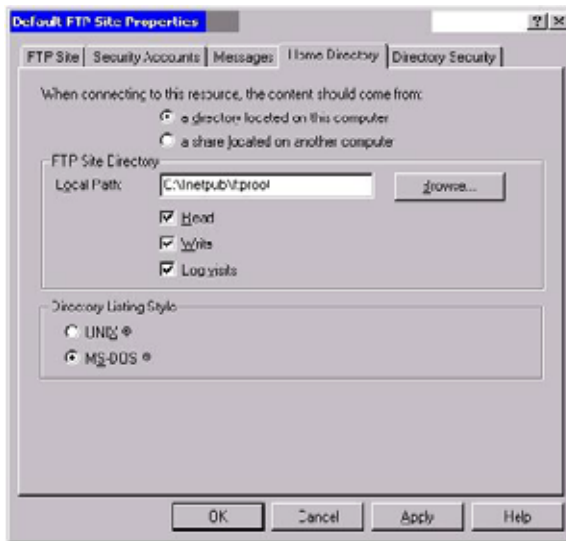 Default FTP Site Properties
? ×
FTP Site Security Accounts Messages Home Directory Directory Security
When connecting to this resource, the content should come from:
a directory located on this computer
a share located on another computer
FTP Site Directory
Local Path: C:\Inetpub\ftproot Browse...
Read
Write
Log visits
Directory Listing Style
UNIX ®
MS-DOS ®
OK Cancel Apply Help